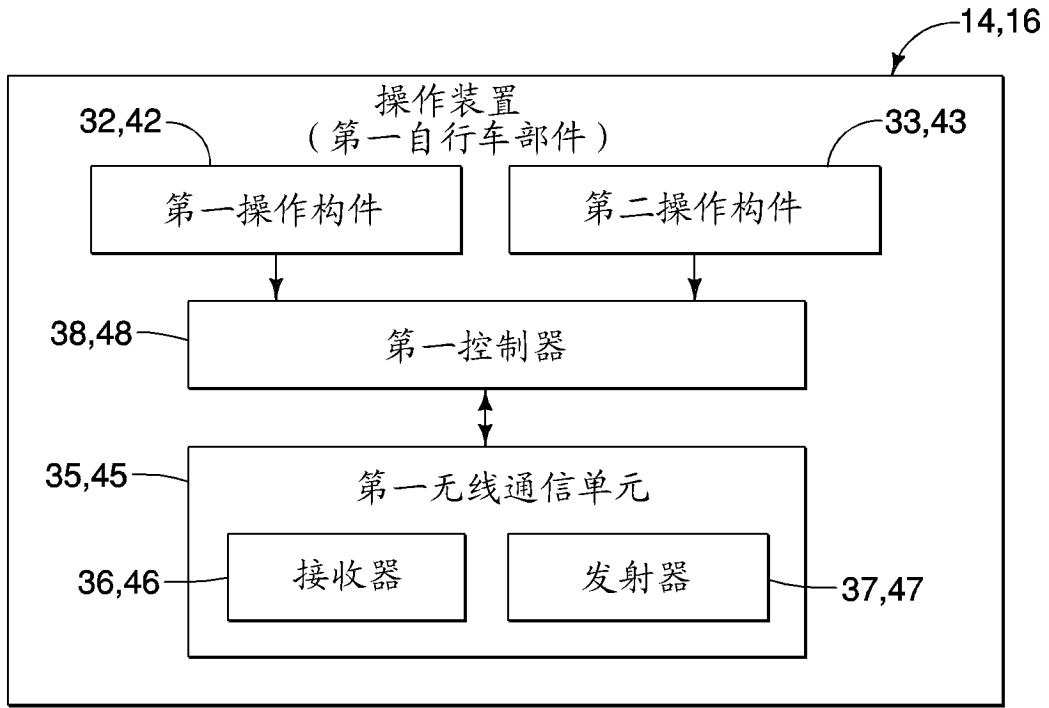 14,16
操作装置
（第一自行车部件）
32,42
33,43
第一操作构件
第二操作构件
38,48
第一控制器
35,45
第一无线通信单元
36,46
接收器
发射器
37,47